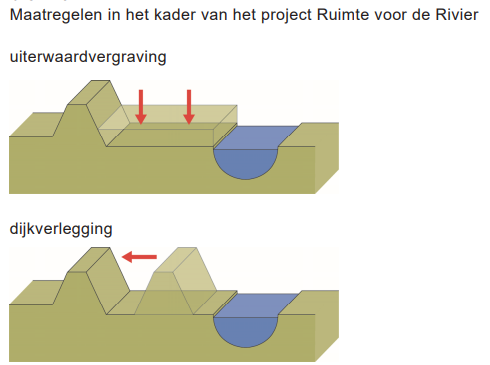 Maatregelen in het kader van het project Ruimte voor de Rivier
uiterwaardvergraving
dijkverlegging